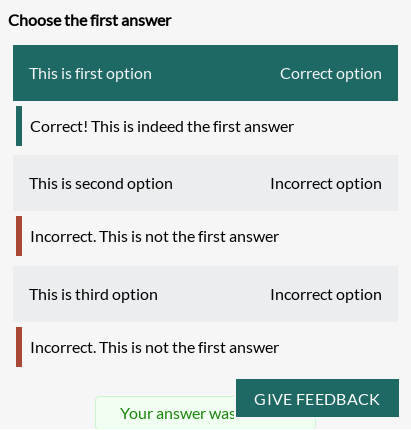 Choose the first answer
This is first option Correct option
Correct! This is indeed the first answer
This is second option Incorrect option
Incorrect. This is not the first answer
This is third option Incorrect option
Incorrect. This is not the first answer
Your answer was
GIVE FEEDBACK